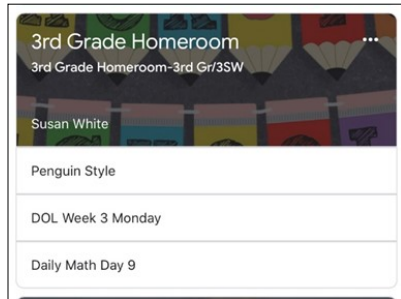 3rd Grade Homeroom
3rd Grade Homeroom-3rd Gr/3SW
Susan White
Penguin Style
DOL Week 3 Monday
Daily Math Day 9